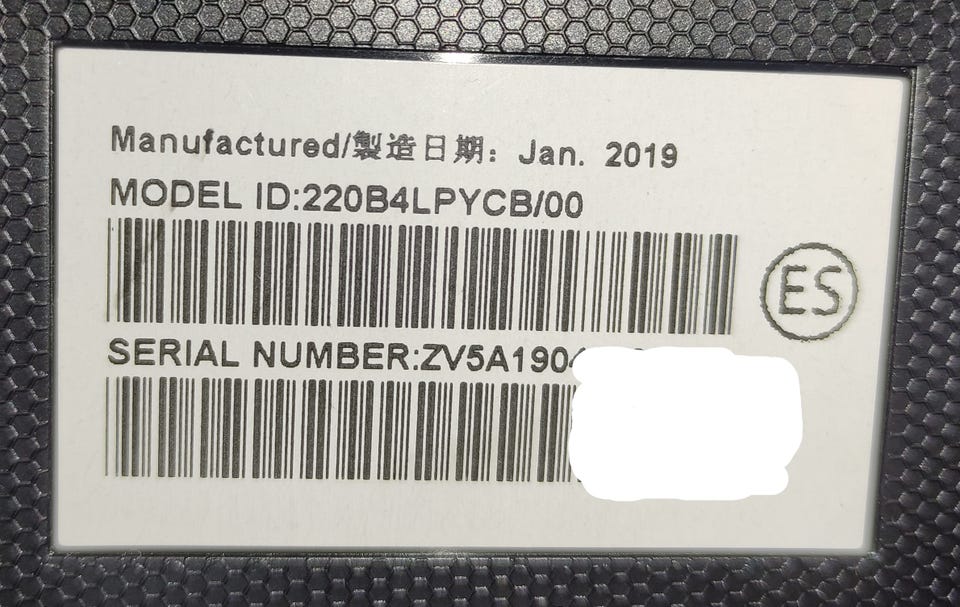 Manufactured/製造日期: Jan. 2019
MODEL ID:220B4LPYCB/00
ES
SERIAL NUMBER:ZV5A190